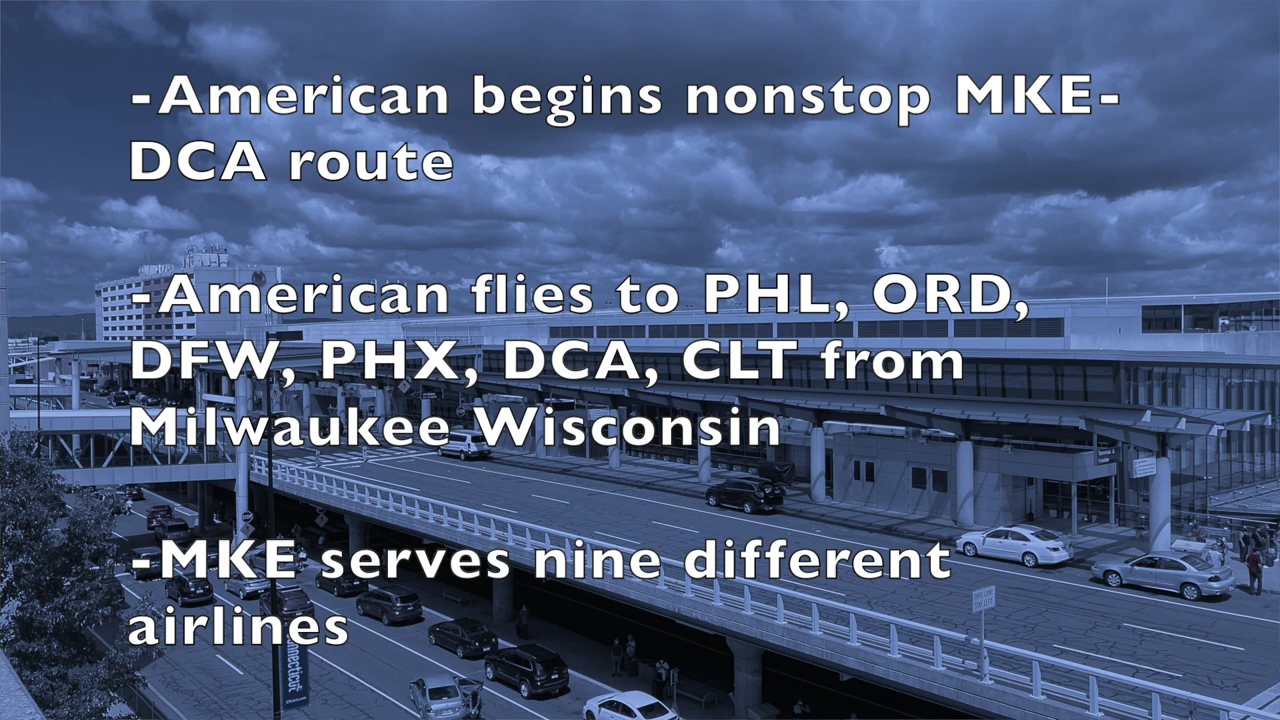 -American begins nonstop MKE-
DCA route
-American flies to PHL, ORD,
DFW, PHX, DCA, CLT from
Milwaukee Wisconsin
-MKE serves nine different
airlines